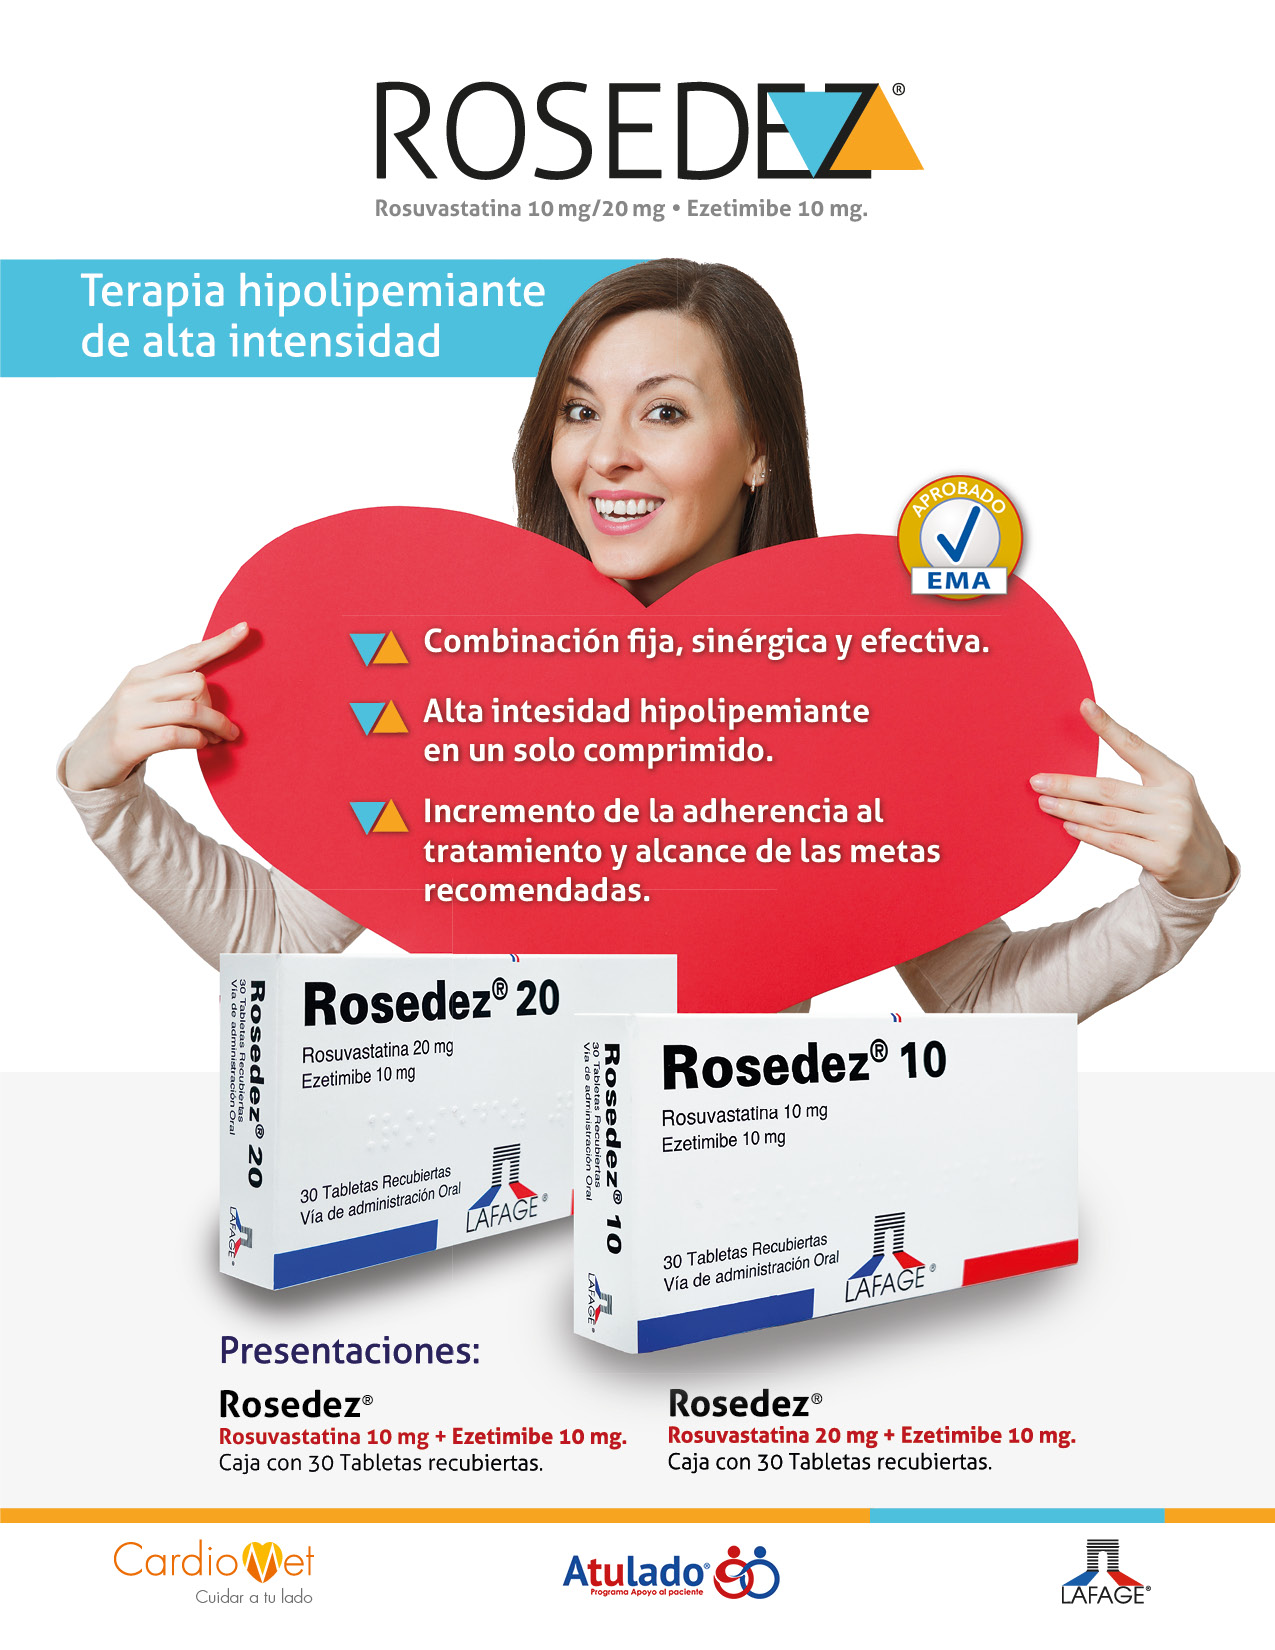 ROSEDEZ®
Rosuvastatina 10 mg/20 mg • Ezetimibe 10 mg.
Terapia hipolipemiante
de alta intensidad
APROBADO
EMA
Combinación fija, sinérgica y efectiva.
Alta intesidad hipolipemiante
en un solo comprimido.
Incremento de la adherencia al
tratamiento y alcance de las metas
recomendadas.
Rosedez® 20
Rosuvastatina 20 mg
Ezetimibe 10 mg
30 Tabletas Recubiertas
Vía de administración Oral
LAFAGE®
Rosedez® 20
30 Tabletas Recubiertas
Vía de administración Oral
LAFAGE®
Rosedez® 10
Rosuvastatina 10 mg
Ezetimibe 10 mg
30 Tabletas Recubiertas
Vía de administración Oral
LAFAGE®
Rosedez® 10
30 Tabletas Recubiertas
Vía de administración Oral
LAFAGE®
Presentaciones:
Rosedez®
Rosuvastatina 10 mg + Ezetimibe 10 mg.
Caja con 30 Tabletas recubiertas.
Rosedez®
Rosuvastatina 20 mg + Ezetimibe 10 mg.
Caja con 30 Tabletas recubiertas.
CardioMet
Cuidar a tu lado
Atulado®
Programa Apoyo al paciente
LAFAGE®